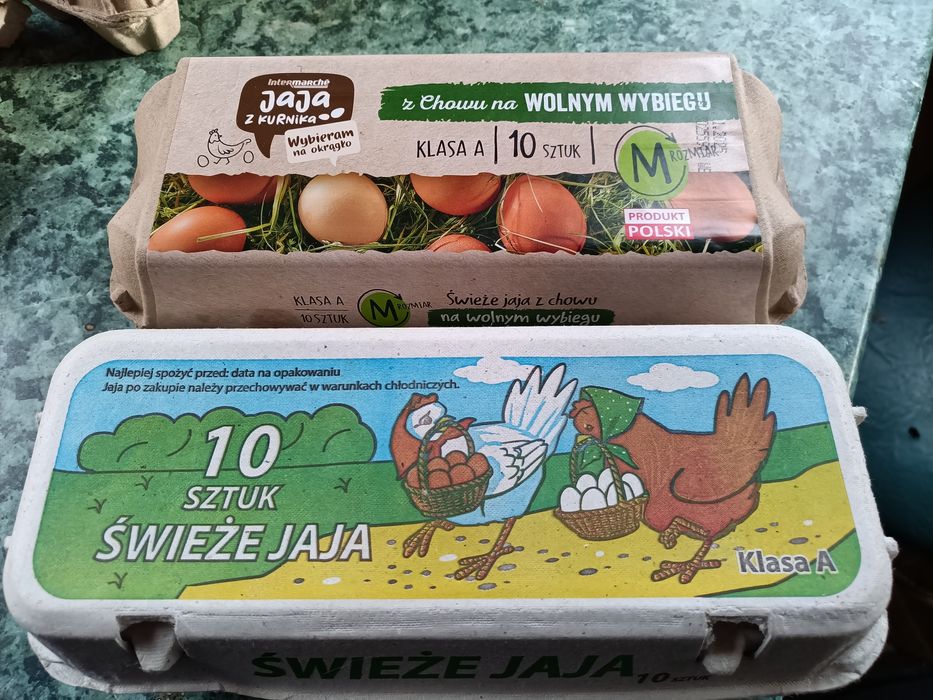 Intermarchē
JAJA
Z KURNIKA
Wybieram
na okrągło
z Chowu na WOLNYM WYBIEGU
KLASA A | 10 SZTUK |
M ROZMIAR
PRODUKT
POLSKI
KLASA A
10 SZTUK
M ROZMIAR
Świeże jaja z chowu
na wolnym wybiegu
Najlepiej spożyć przed: data na opakowaniu
Jaja po zakupie należy przechowywać w warunkach chłodniczych.
10
SZTUK
ŚWIEŻE JAJA
Klasa A
ŚWIEŻE JAJA 10 SZTUK